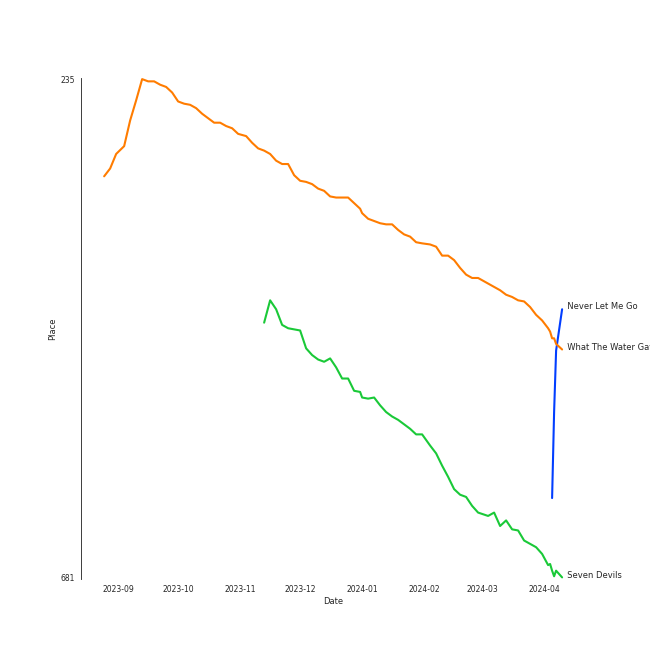 235
Never Let Me Go
Place
What The Water Ga
Seven Devils
681
2023-09 2023-10 2023-11 2023-12 2024-01 2024-02 2024-03 2024-04
Date